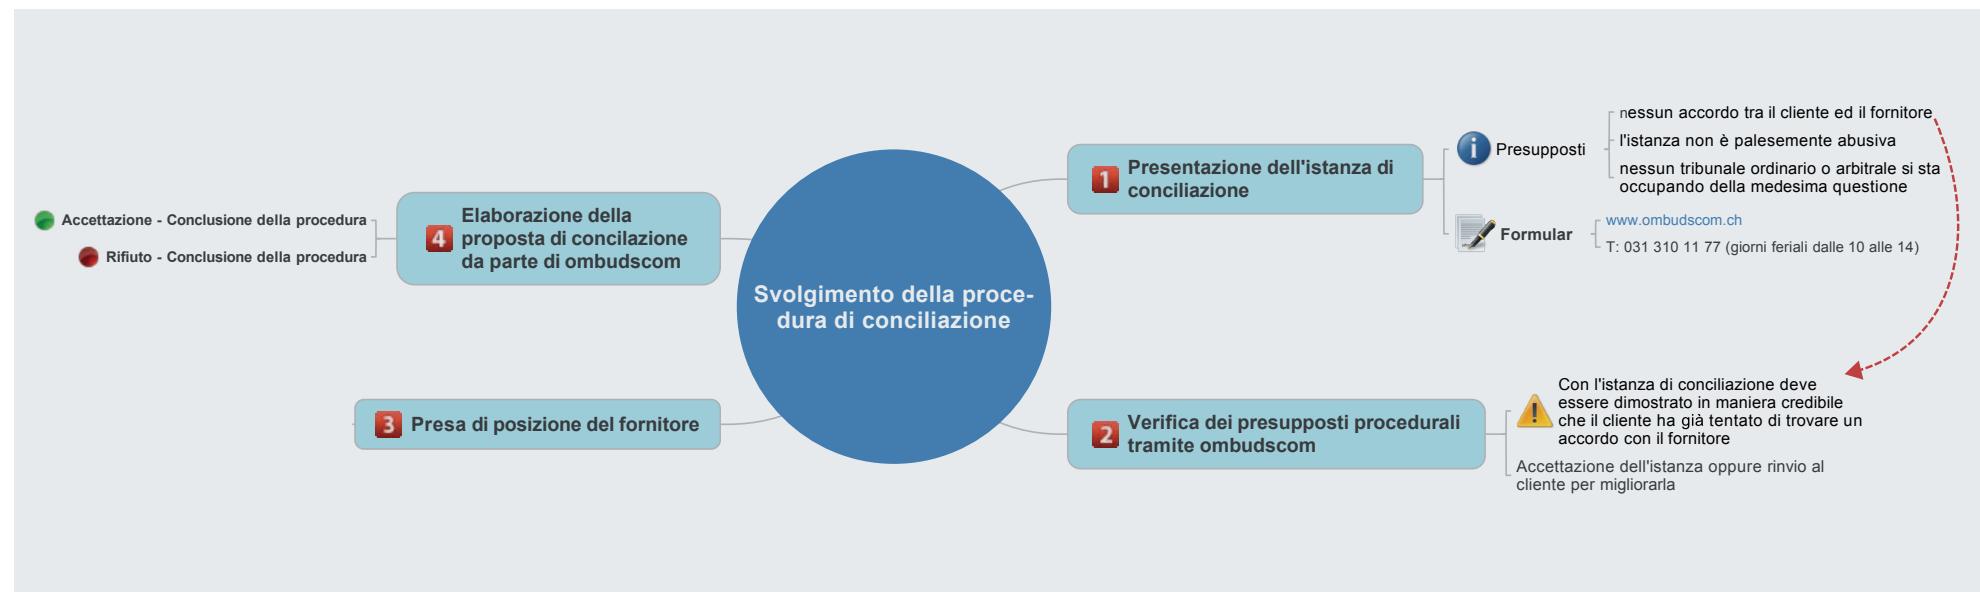 Svolgimento della proce-
dura di conciliazione
1
Presentazione dell'istanza di
conciliazione
i
Presupposti
nessun accordo tra il cliente ed il fornitore
l'istanza non è palesemente abusiva
nessun tribunale ordinario o arbitrale si sta
occupando della medesima questione
Formular
www.ombudscom.ch
T: 031 310 11 77 (giorni feriali dalle 10 alle 14)
2
Verifica dei presupposti procedurali
tramite ombudscom
!
Con l'istanza di conciliazione deve
essere dimostrato in maniera credibile
che il cliente ha già tentato di trovare un
accordo con il fornitore
Accettazione dell'istanza oppure rinvio al
cliente per migliorarla
3
Presa di posizione del fornitore
4
Elaborazione della
proposta di concilazione
da parte di ombudscom
Accettazione - Conclusione della procedura
Rifiuto - Conclusione della procedura